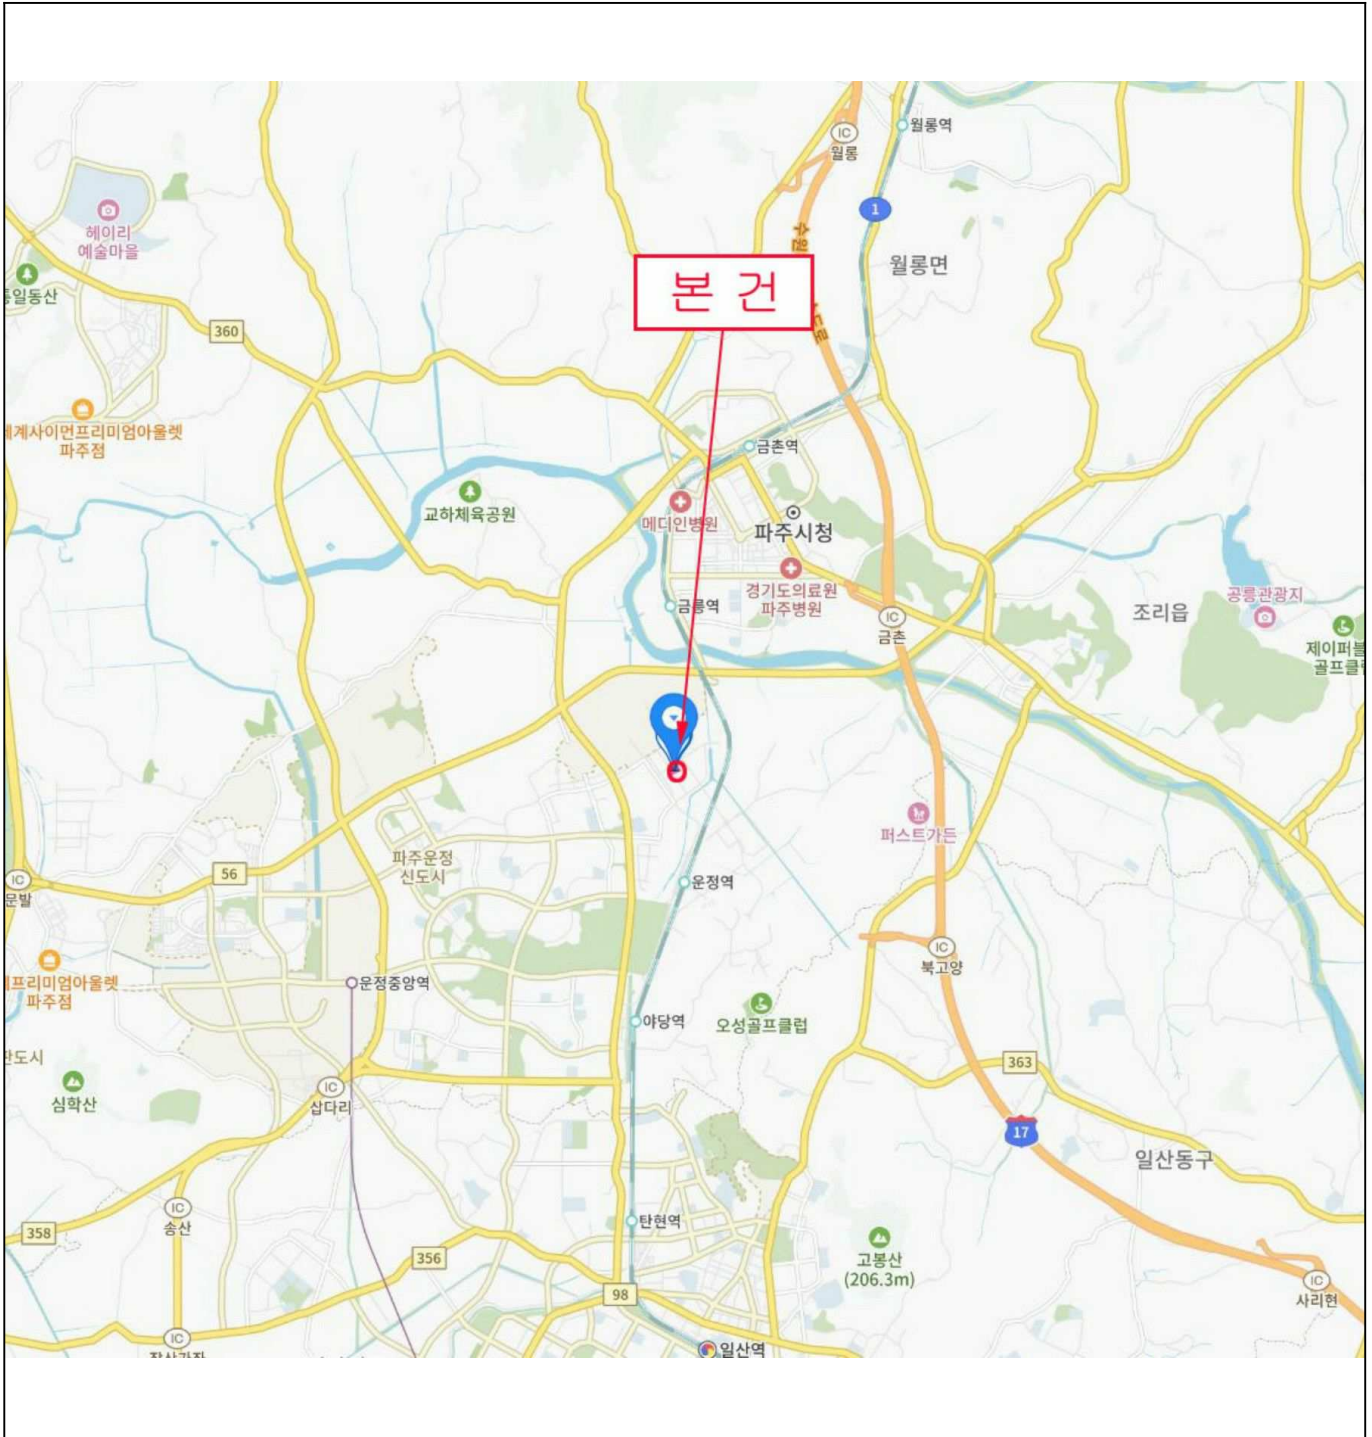 IC
월롱
월롱역
1
월롱면
헤이리
예술마을
통일동산
360
본 건
계사이먼프리미엄아울렛
파주점
금촌역
교하체육공원
메디인병원
파주시청
경기도의료원
파주병원
금릉역
IC
금촌
조리읍
공릉관광지
제이퍼블
골프클럽
퍼스트가든
파주운정
신도시
56
IC
문발
운정역
IC
북고양
프리미엄아울렛
파주점
운정중앙역
야당역
오성골프클럽
판도시
심학산
IC
삽다리
363
17
일산동구
IC
송산
358
탄현역
356
고봉산
(206.3m)
98
IC
사리현
IC
일산역